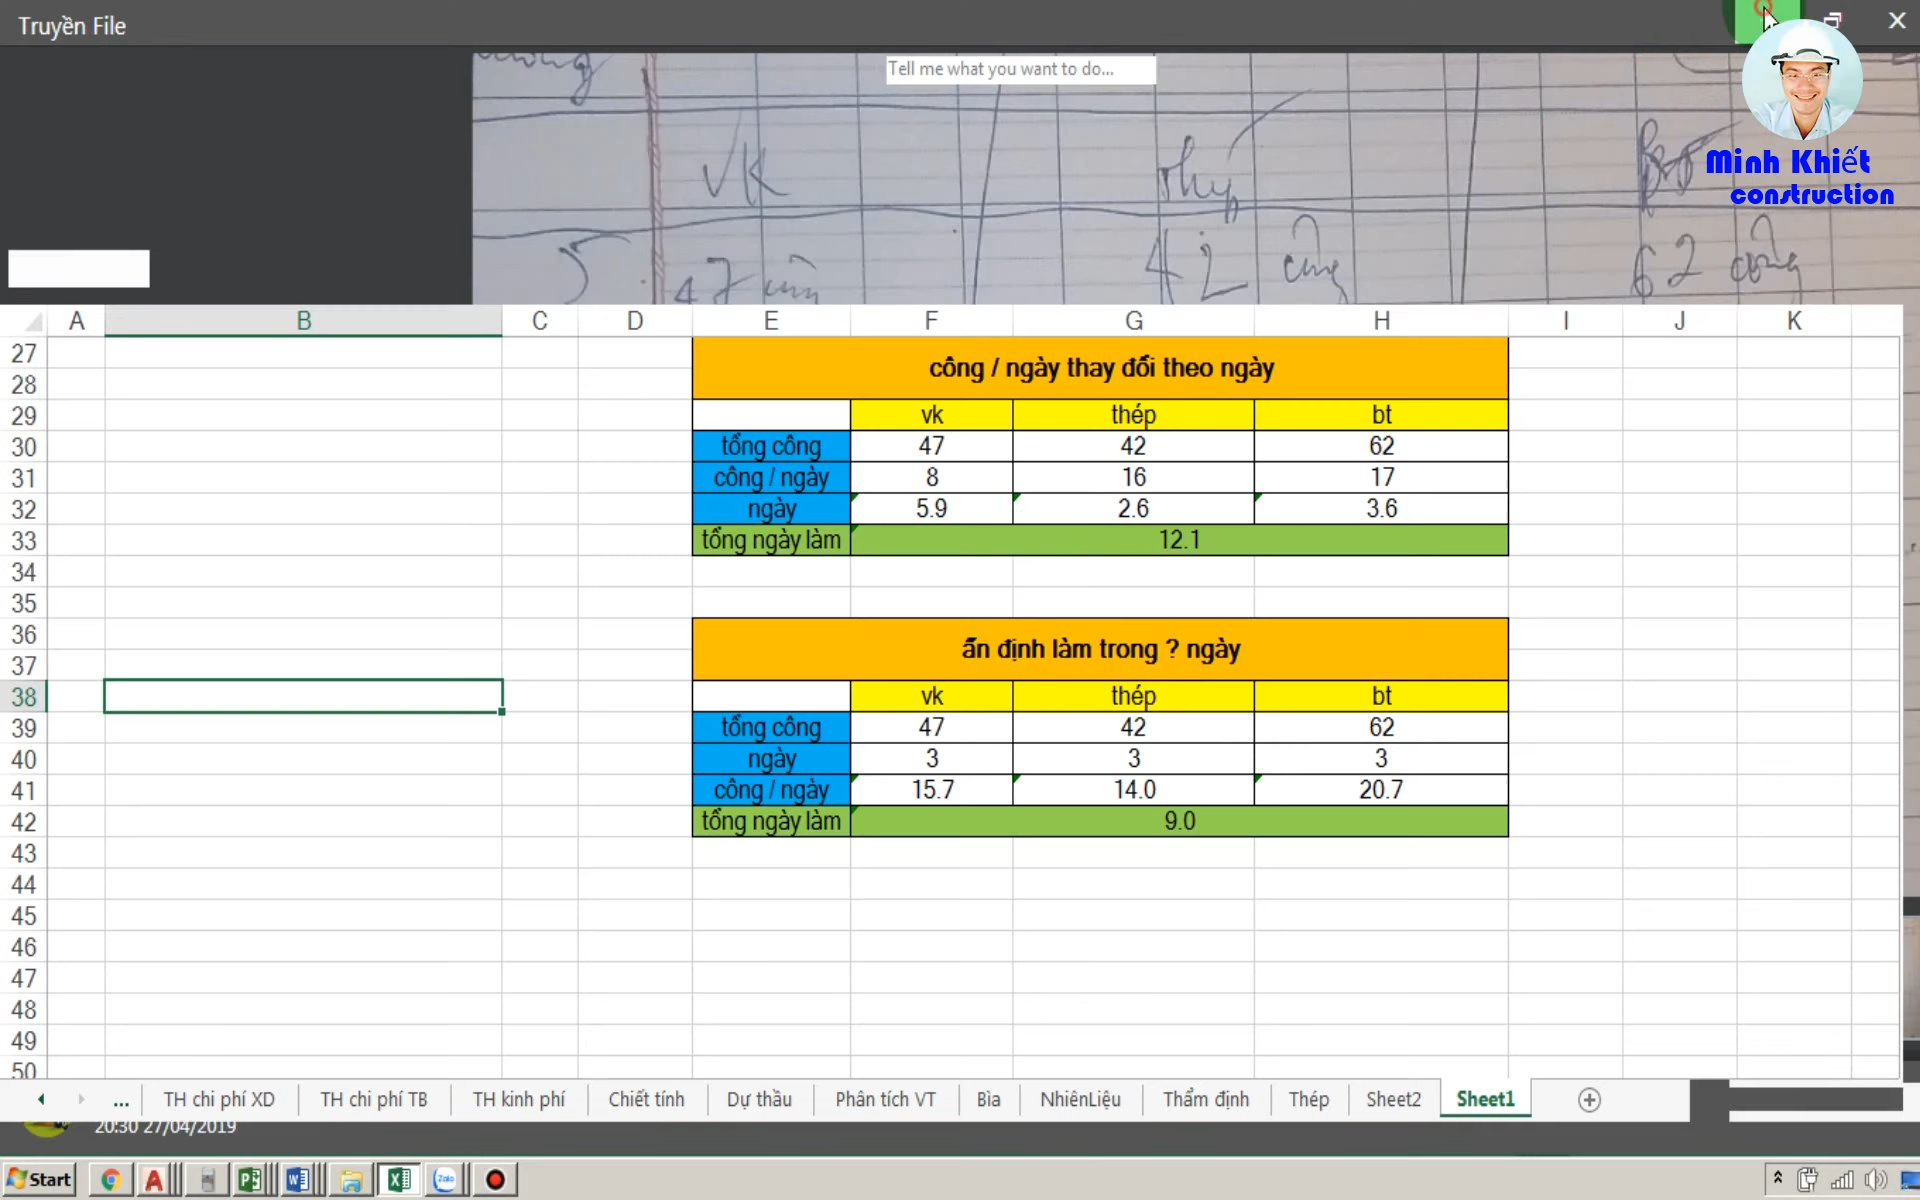 Truyền File
Tell me what you want to do...
Minh Khiết
construction
VK
thép
5
47
42 công
62 công
A B C D E F G H I J K
27
28
công / ngày thay đổi theo ngày
29 vk thép bt
30 tổng công 47 42 62
31 công / ngày 8 16 17
32 ngày 5.9 2.6 3.6
33 tổng ngày làm 12.1
34
35
36
37
ấn định làm trong ? ngày
38 vk thép bt
39 tổng công 47 42 62
40 ngày 3 3 3
41 công / ngày 15.7 14.0 20.7
42 tổng ngày làm 9.0
43
44
45
46
47
48
49
50
... TH chi phí XD TH chi phí TB TH kinh phí Chiết tính Dự thầu Phân tích VT Bìa NhiênLiệu Thẩm định Thép Sheet2 Sheet1
20:30 27/04/2019
Start
Zalo